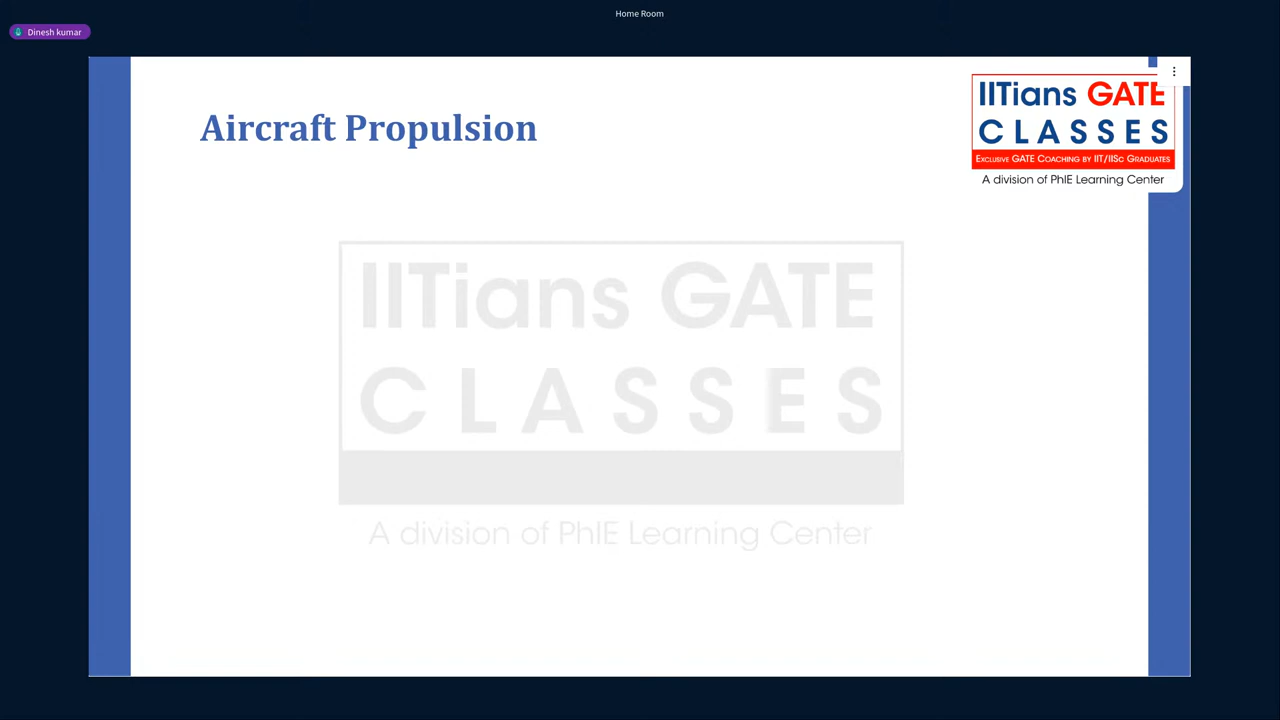 Home Room
Dinesh kumar
Aircraft Propulsion
IITians GATE
CLASSES
EXCLUSIVE GATE COACHING BY IIT/IISC GRADUATES
A division of PhIE Learning Center
IITians GATE
CLASSES
A division of PhIE Learning Center